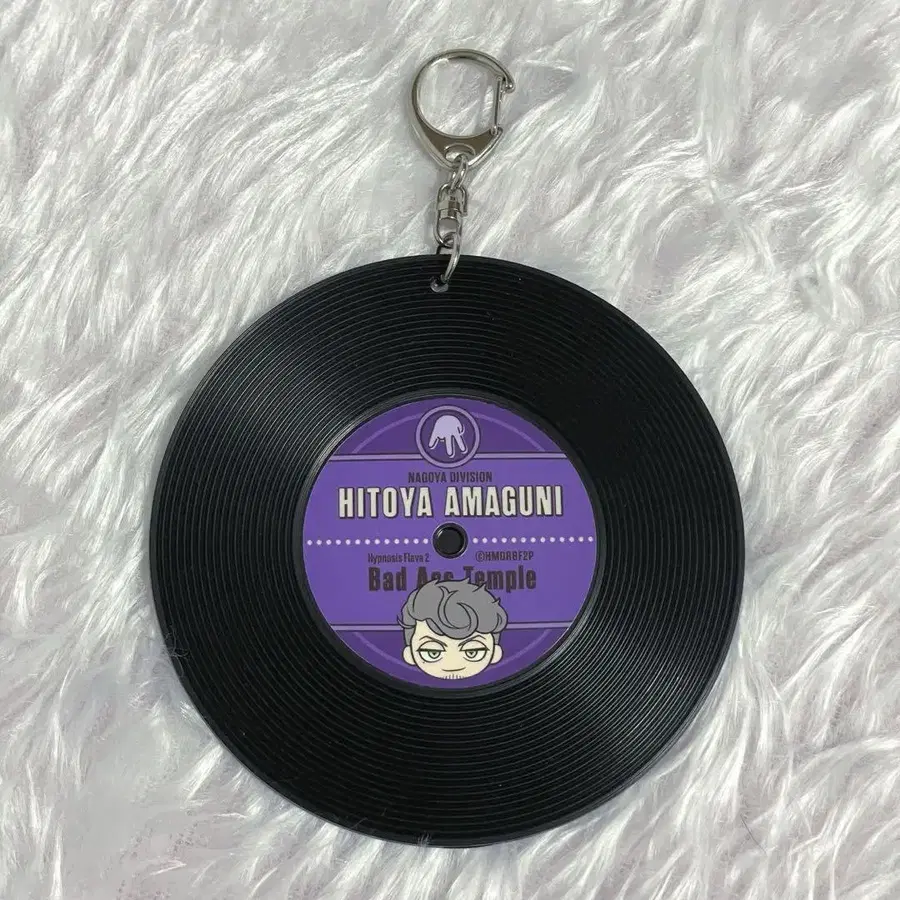 NAGOYA DIVISION
HITOYA AMAGUNI
Hypnosis Flava 2 ©HMDRBF2P
Bad Ass Temple